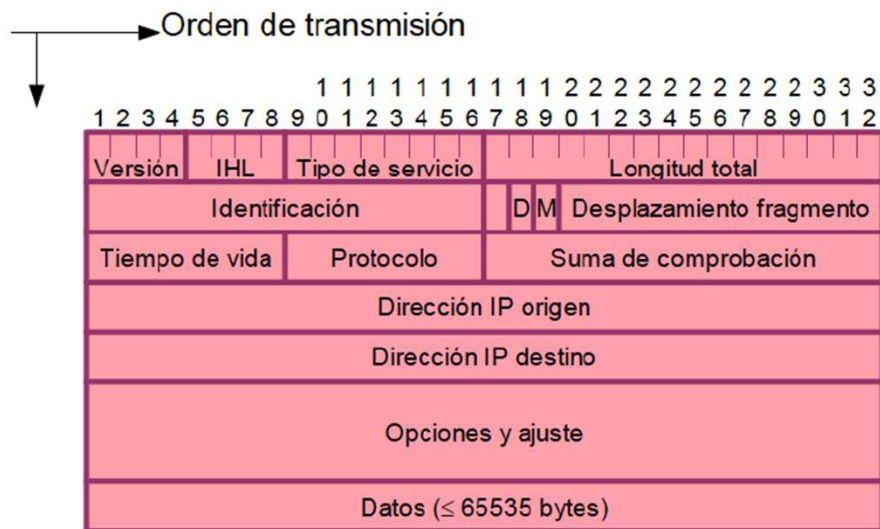 Orden de transmisión
1 1 1 1 1 1 1 1 1 1 2 2 2 2 2 2 2 2 2 2 3 3 3
1 2 3 4 5 6 7 8 9 0 1 2 3 4 5 6 7 8 9 0 1 2 3 4 5 6 7 8 9 0 1 2
Versión IHL Tipo de servicio Longitud total
Identificación D M Desplazamiento fragmento
Tiempo de vida Protocolo Suma de comprobación
Dirección IP origen
Dirección IP destino
Opciones y ajuste
Datos (≤ 65535 bytes)